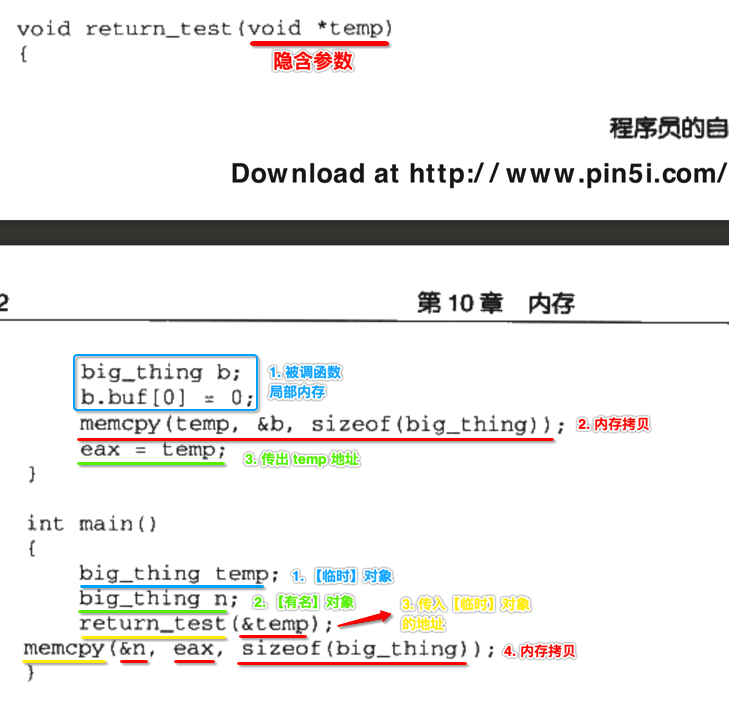 void return_test(void *temp)
{
隐含参数
程序员的自
Download at http://www.pin5i.com/
2
第 10 章 内存
big_thing b;
b.buf[0] = 0;
1. 被调函数
局部内存
memcpy(temp, &b, sizeof(big_thing)); 2. 内存拷贝
eax = temp; 3. 传出 temp 地址
}
int main()
{
big_thing temp; 1. 【临时】对象
big_thing n; 2. 【有名】对象
return_test(&temp); 3. 传入【临时】对象
的地址
memcpy(&n, eax, sizeof(big_thing)); 4. 内存拷贝
}